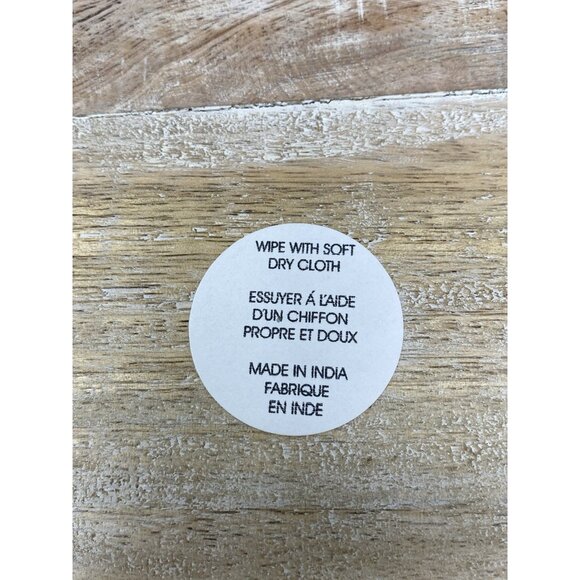 WIPE WITH SOFT
DRY CLOTH
ESSUYER Á L'AIDE
D'UN CHIFFON
PROPRE ET DOUX
MADE IN INDIA
FABRIQUE
EN INDE